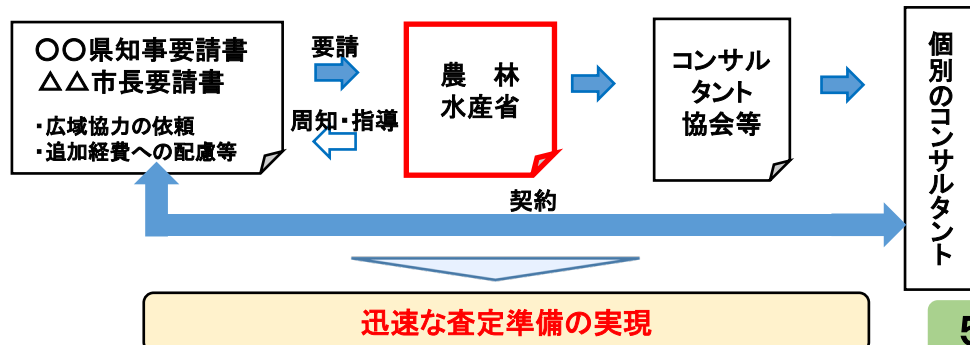 〇〇県知事要請書
△△市長要請書
・広域協力の依頼
・追加経費への配慮等
要請
周知・指導
農　林
水産省
コンサル
タント
協会等
個別のコンサルタント
契約
迅速な査定準備の実現
5